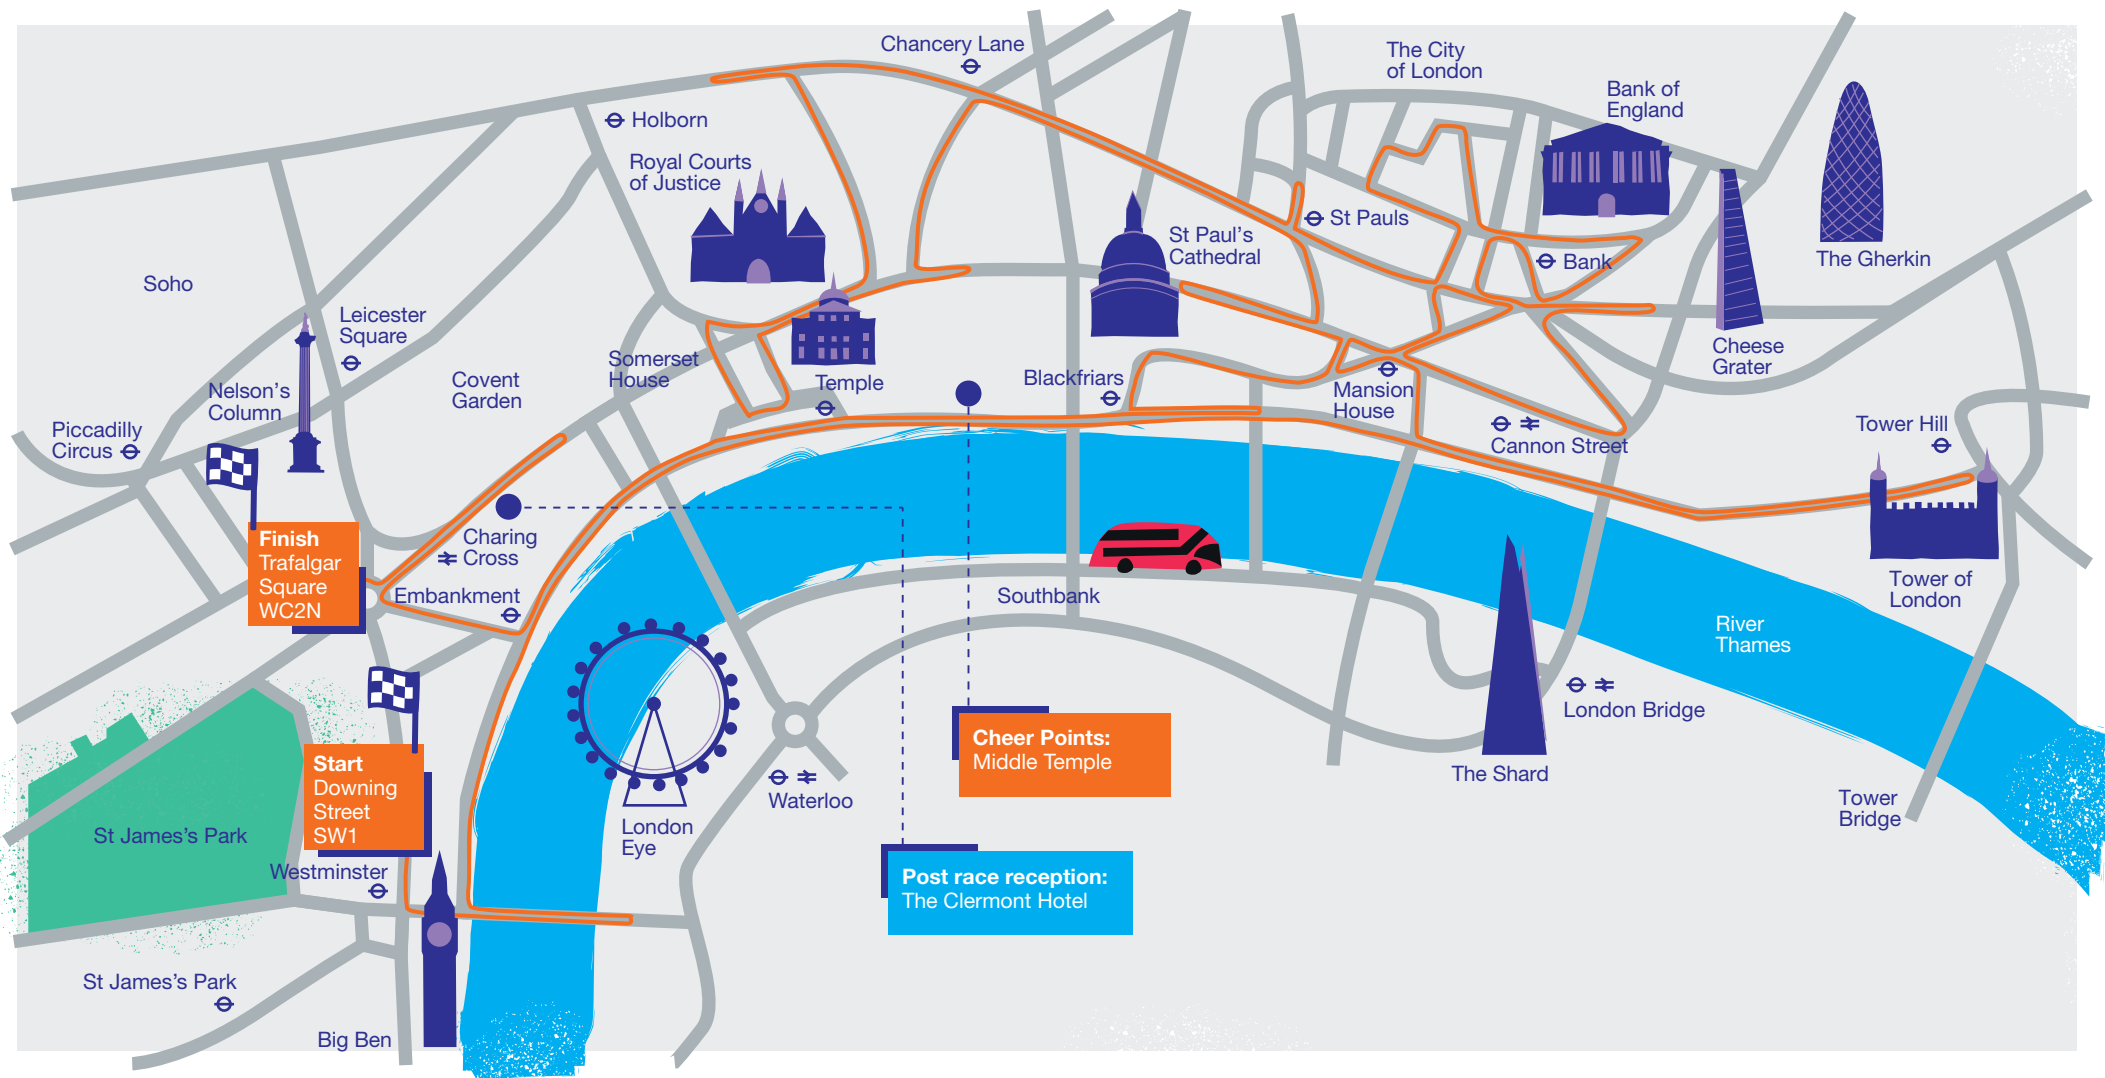 Chancery Lane
The City
of London
Bank of
England
Holborn
Royal Courts
of Justice
St Pauls
St Paul's
Cathedral
Bank
The Gherkin
Soho
Leicester
Square
Somerset
House
Temple
Blackfriars
Mansion
House
Cheese
Grater
Nelson's
Column
Covent
Garden
Piccadilly
Circus
Cannon Street
Tower Hill
Finish
Trafalgar
Square
WC2N
Charing
Cross
Embankment
Southbank
Tower of
London
River
Thames
London Bridge
Cheer Points:
Middle Temple
Start
Downing
Street
SW1
The Shard
Waterloo
Tower
Bridge
London
Eye
St James's Park
Westminster
Post race reception:
The Clermont Hotel
St James's Park
Big Ben